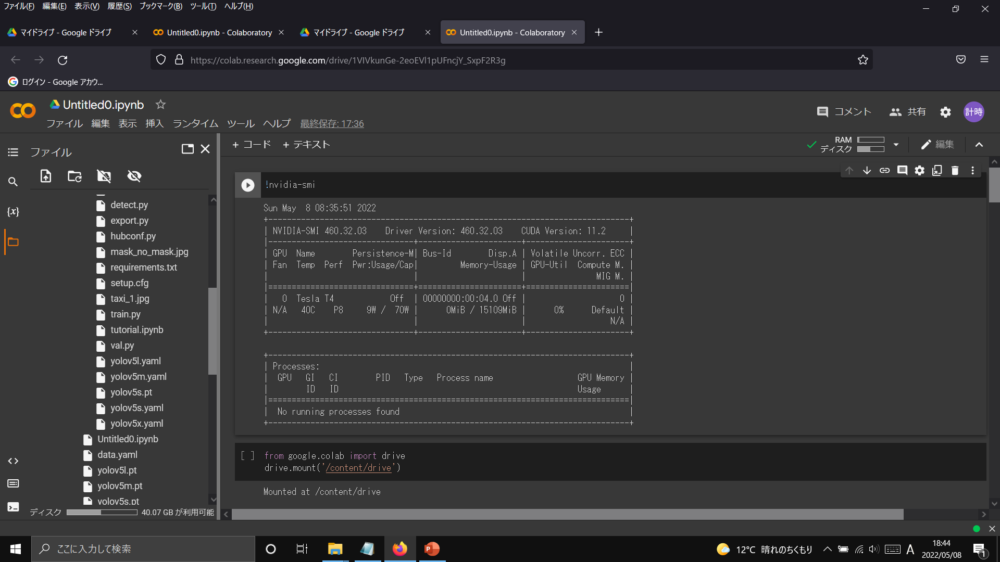 ファイル(F) 編集(E) 表示(V) 履歴(S) ブックマーク(B) ツール(T) ヘルプ(H)
マイドライブ - Google ドライブ
Untitled0.ipynb - Colaboratory
マイドライブ - Google ドライブ
Untitled0.ipynb - Colaboratory
https://colab.research.google.com/drive/1VIVkunGe-2eoEVl1pUFncjY_SxpF2R3g
ログイン - Google アカウ...
Untitled0.ipynb
コメント 共有 計時
ファイル 編集 表示 挿入 ランタイム ツール ヘルプ 最終保存: 17:36
ファイル
+ コード + テキスト
RAM
ディスク
編集
{x}
detect.py
export.py
hubconf.py
mask_no_mask.jpg
requirements.txt
setup.cfg
taxi_1.jpg
train.py
tutorial.ipynb
val.py
yolov5l.yaml
yolov5m.yaml
yolov5s.pt
yolov5s.yaml
yolov5x.yaml
Untitled0.ipynb
data.yaml
yolov5l.pt
yolov5m.pt
yolov5s.pt
ディスク 40.07 GB が利用可能
!nvidia-smi
Sun May  8 08:35:51 2022
+-----------------------------------------------------------------------------+
| NVIDIA-SMI 460.32.03    Driver Version: 460.32.03    CUDA Version: 11.2     |
|-------------------------------+----------------------+----------------------+
| GPU  Name        Persistence-M| Bus-Id        Disp.A | Volatile Uncorr. ECC |
| Fan  Temp  Perf  Pwr:Usage/Cap|         Memory-Usage | GPU-Util  Compute M. |
|                               |                      |               MIG M. |
|===============================+======================+======================|
|   0  Tesla T4            Off  | 00000000:00:04.0 Off |                    0 |
| N/A   40C    P8     9W /  70W |      0MiB / 15109MiB |      0%      Default |
|                               |                      |                  N/A |
+-------------------------------+----------------------+----------------------+
+-----------------------------------------------------------------------------+
| Processes:                                                                  |
|  GPU   GI   CI        PID   Type   Process name                  GPU Memory |
|        ID   ID                                                   Usage      |
|=============================================================================|
|  No running processes found                                                 |
+-----------------------------------------------------------------------------+
[ ] from google.colab import drive
drive.mount('/content/drive')
Mounted at /content/drive
ここに入力して検索
12°C 晴れのちくもり
A
18:44
2022/05/08
1